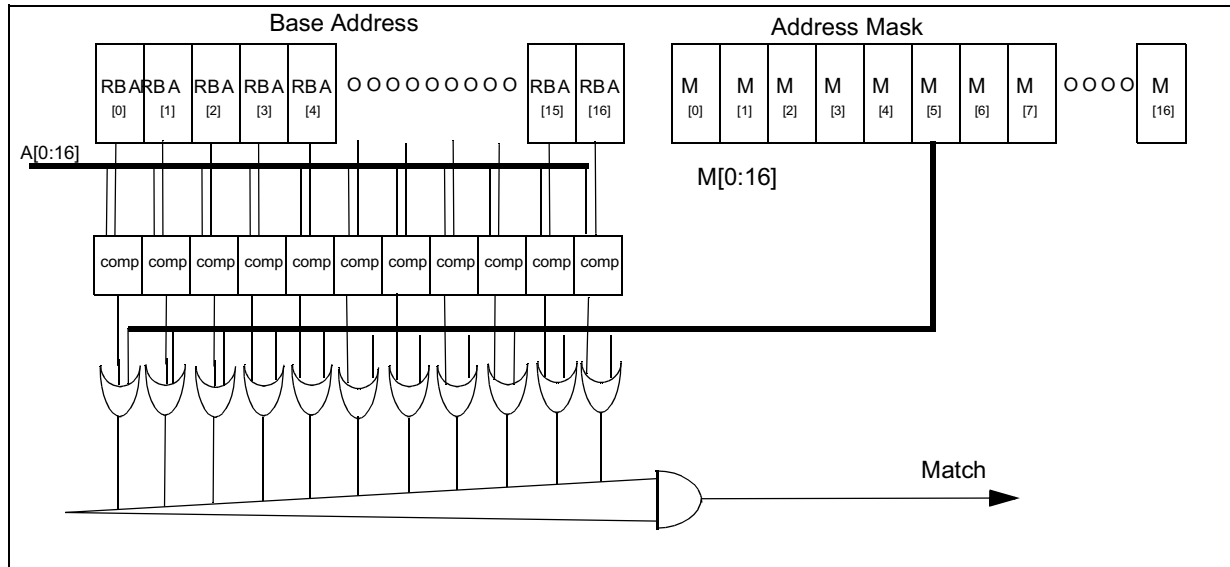 Base Address
Address Mask
RBA RBA RBA RBA RBA O O O O O O O O O RBA RBA
[0] [1] [2] [3] [4] [15] [16]
M M M M M M M M O O O O M
[0] [1] [2] [3] [4] [5] [6] [7] [16]
A[0:16]
M[0:16]
comp comp comp comp comp comp comp comp comp comp comp
Match